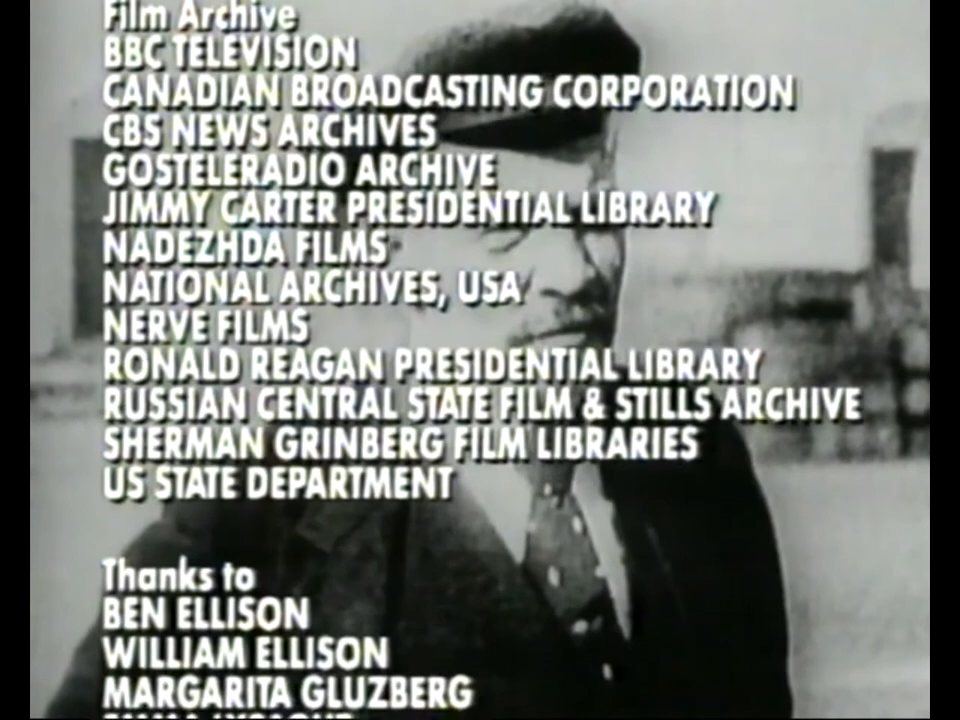 Film Archive
BBC TELEVISION
CANADIAN BROADCASTING CORPORATION
CBS NEWS ARCHIVES
GOSTELERADIO ARCHIVE
JIMMY CARTER PRESIDENTIAL LIBRARY
NADEZHDA FILMS
NATIONAL ARCHIVES, USA
NERVE FILMS
RONALD REAGAN PRESIDENTIAL LIBRARY
RUSSIAN CENTRAL STATE FILM & STILLS ARCHIVE
SHERMAN GRINBERG FILM LIBRARIES
US STATE DEPARTMENT
Thanks to
BEN ELLISON
WILLIAM ELLISON
MARGARITA GLUZBERG